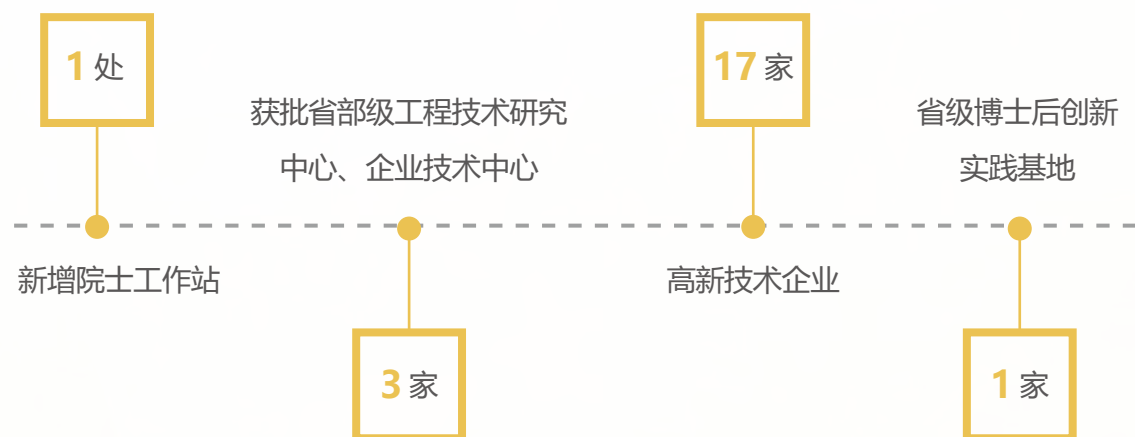 1 处
新增院士工作站
获批省部级工程技术研究
中心、企业技术中心
3 家
17 家
高新技术企业
省级博士后创新
实践基地
1 家